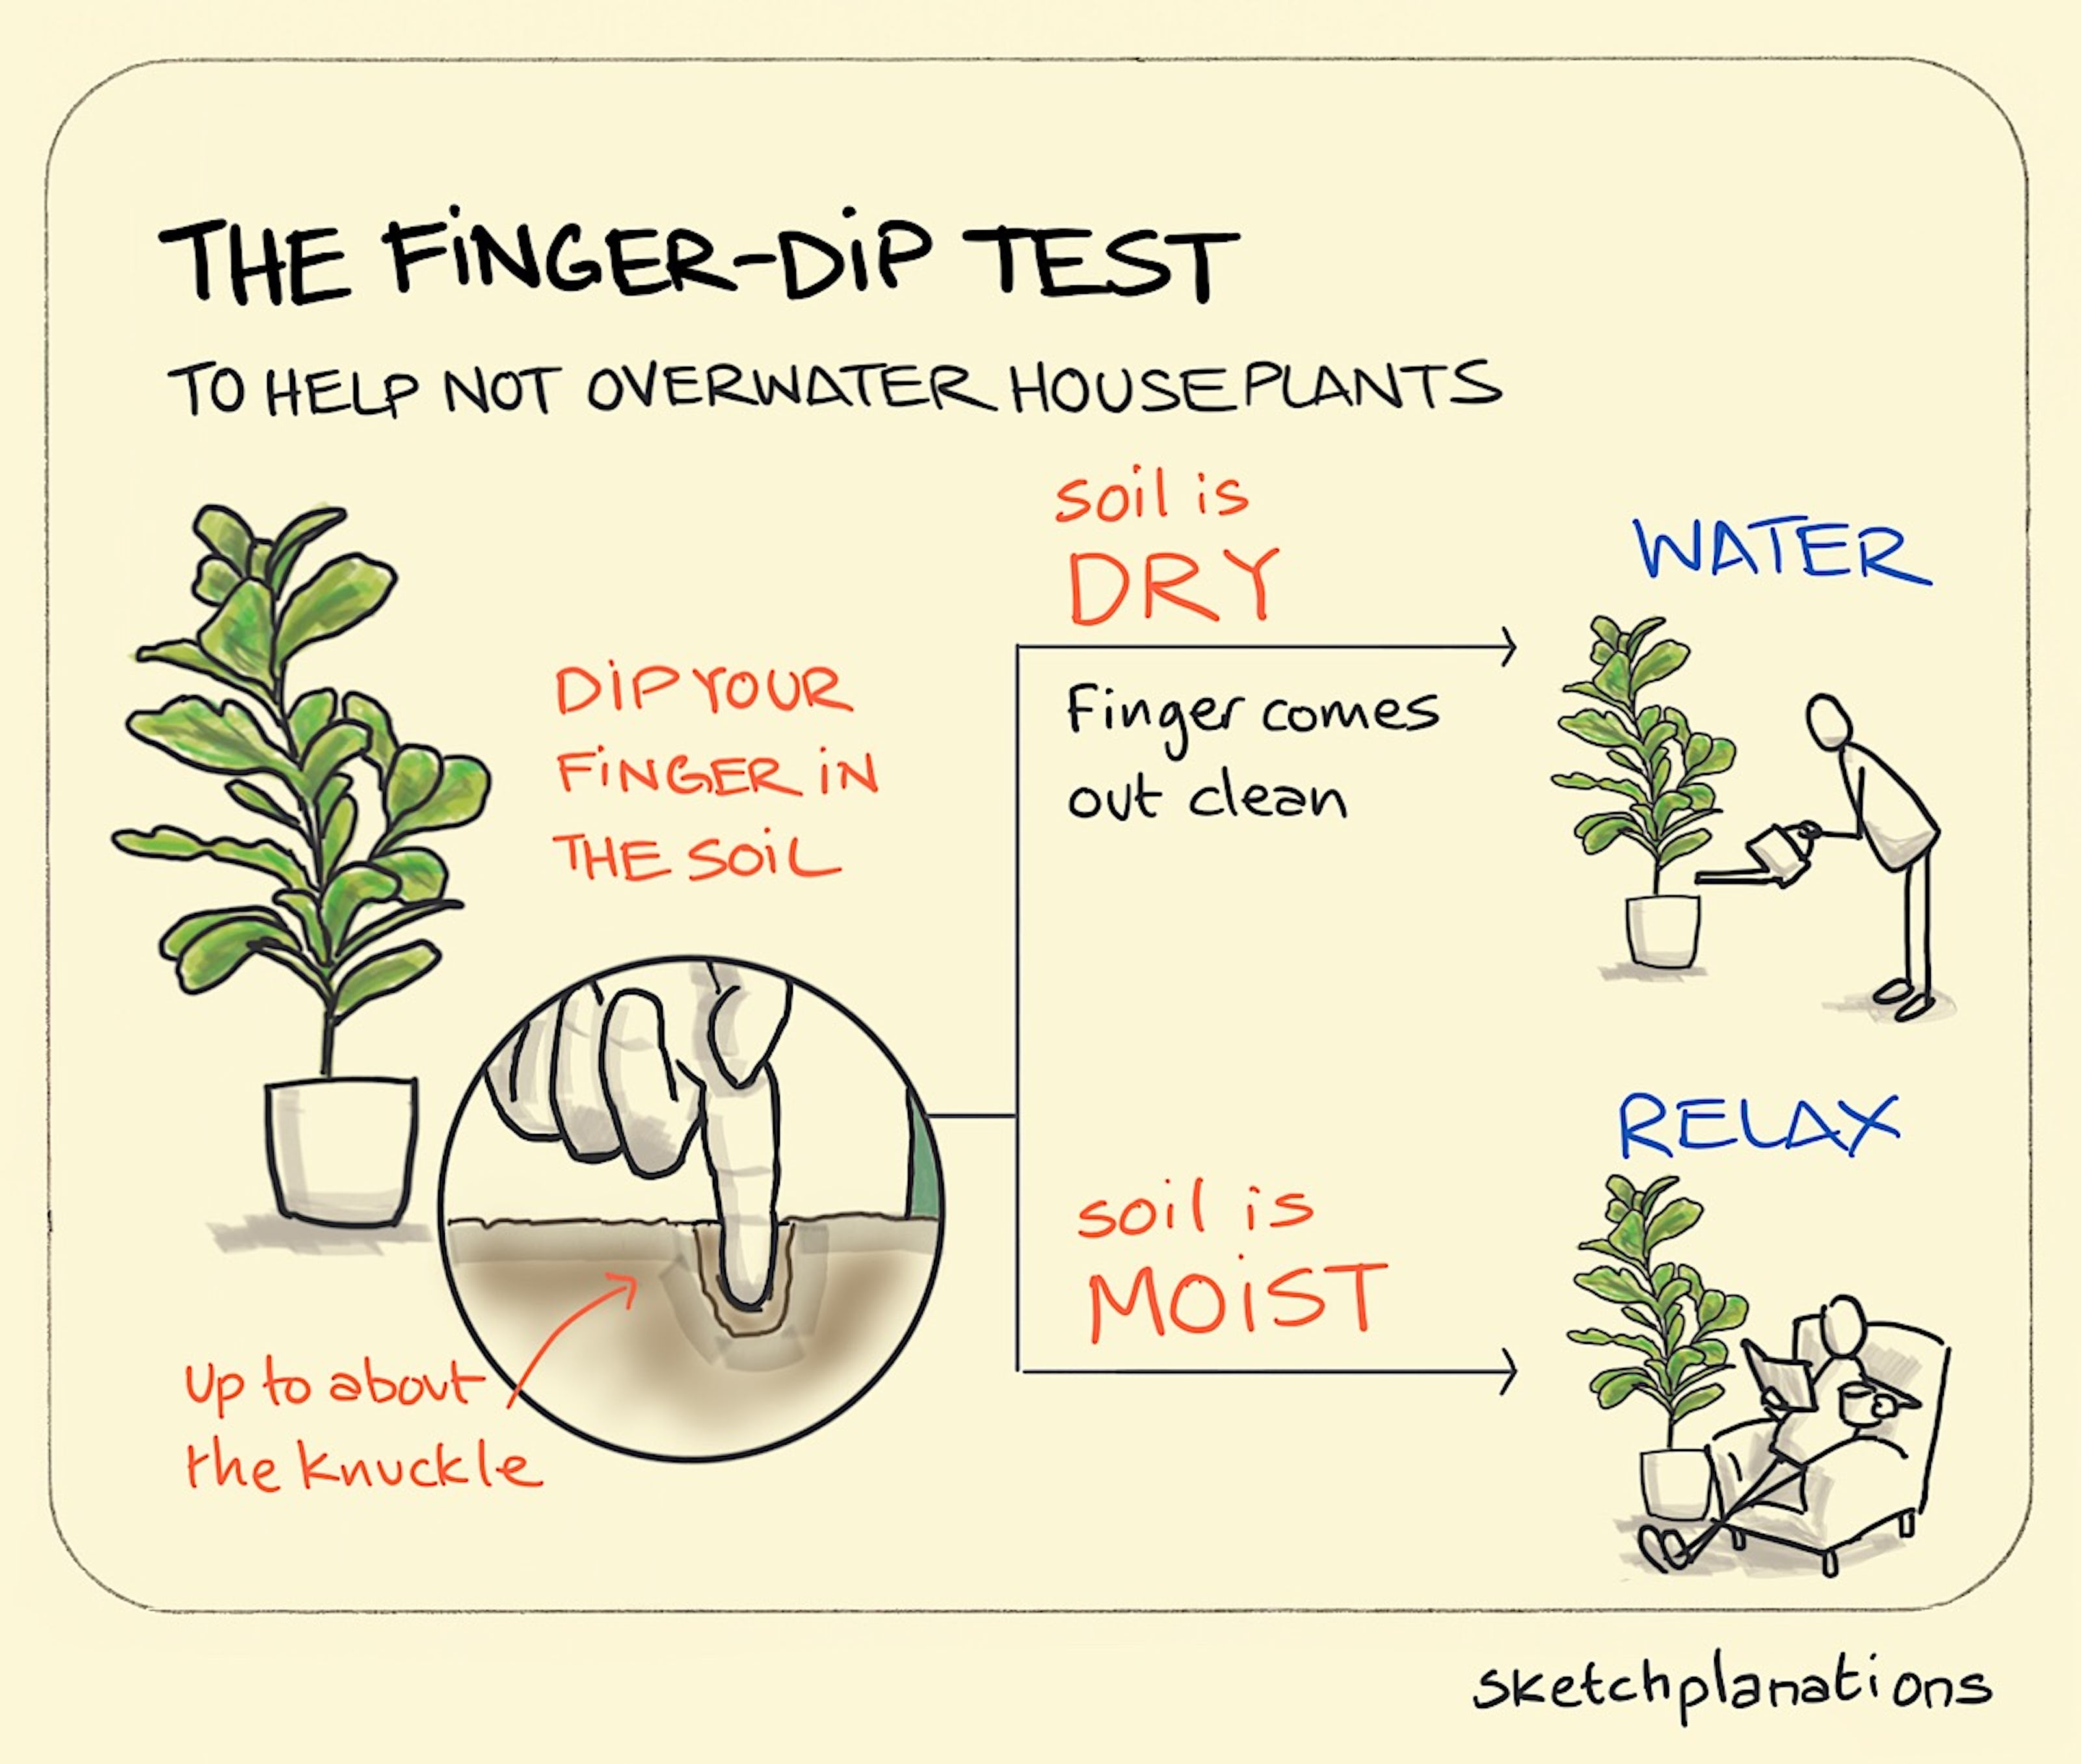 THE FINGER-DIP TEST
TO HELP NOT OVERWATER HOUSEPLANTS
DIP YOUR
FINGER IN
THE SOIL
Up to about
the knuckle
soil is
DRY
Finger comes
out clean
WATER
soil is
MOIST
RELAX
sketchplanations